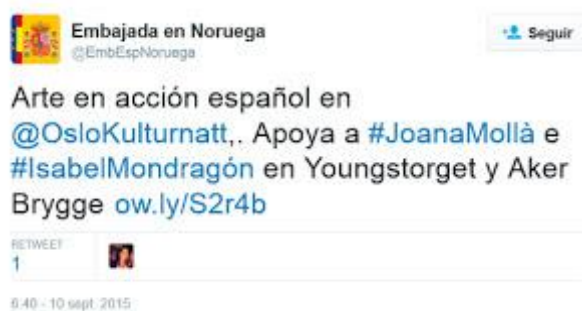 Embajada en Noruega
@EmbEspNoruega
Seguir
Arte en acción español en
@OsloKulturnatt,. Apoya a #JoanaMollà e
#IsabelMondragón en Youngstorget y Aker
Brygge ow.ly/S2r4b
RETWEET
1
6:40 - 10 sept. 2015